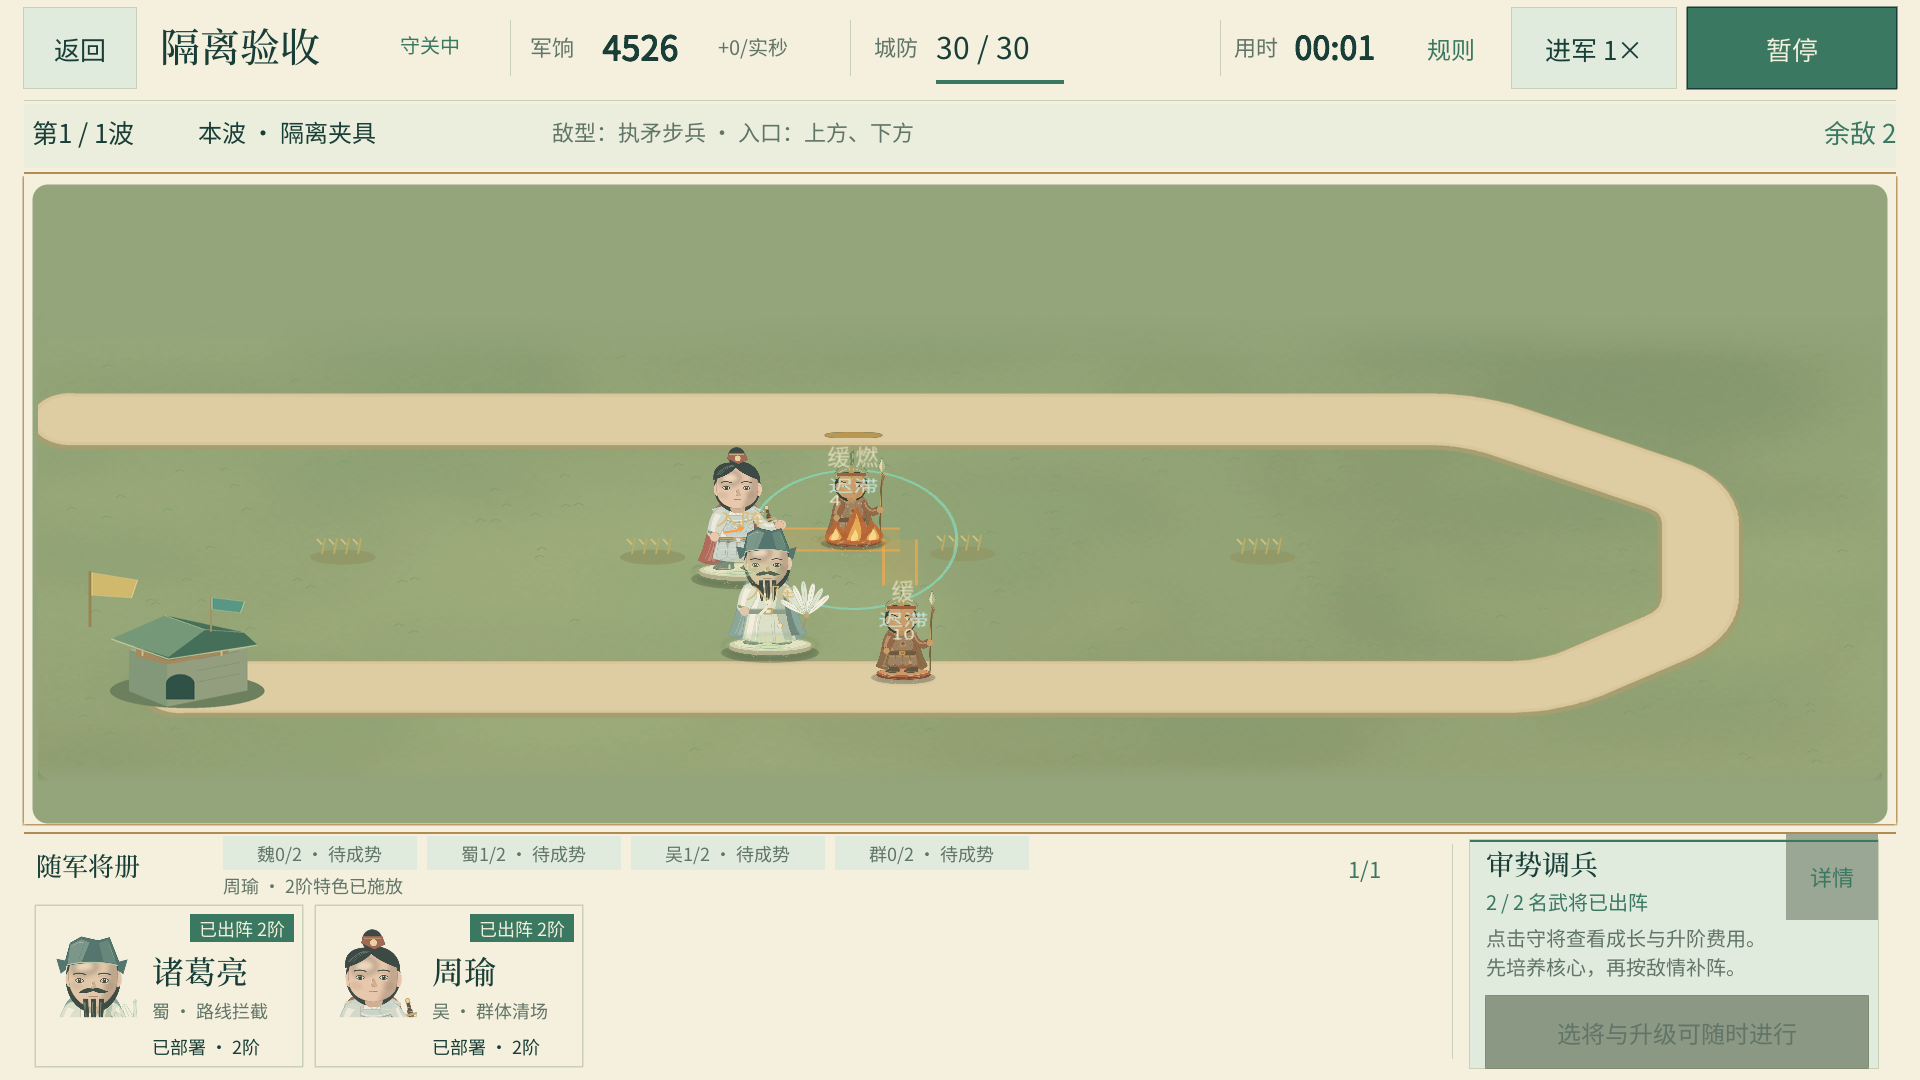 返回
隔离验收
守关中
军饷 4526 +0/实秒
城防 30 / 30
用时 00:01
规则
进军 1×
暂停
第1 / 1波
本波 · 隔离夹具
敌型：执矛步兵 · 入口：上方、下方
余敌 2
缓 燃
迟滞
4
缓
迟滞
10
随军将册
魏0/2 · 待成势
蜀1/2 · 待成势
吴1/2 · 待成势
群0/2 · 待成势
1/1
周瑜 · 2阶特色已施放
已出阵 2阶
诸葛亮
蜀 · 路线拦截
已部署 · 2阶
已出阵 2阶
周瑜
吴 · 群体清场
已部署 · 2阶
审势调兵
详情
2 / 2 名武将已出阵
点击守将查看成长与升阶费用。
先培养核心，再按敌情补阵。
选将与升级可随时进行